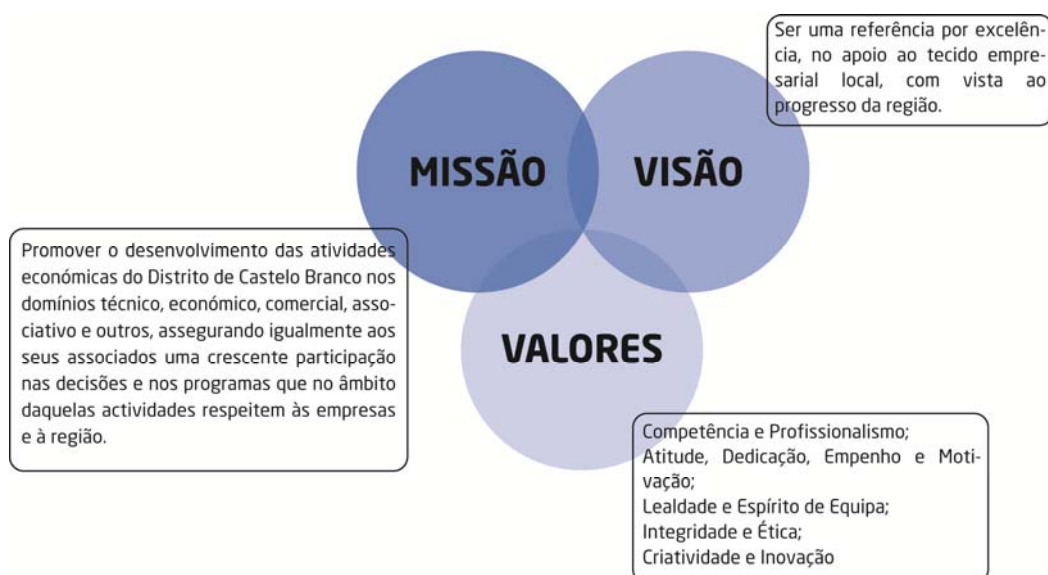 Ser uma referência por excelên-
cia, no apoio ao tecido empre-
sarial local, com vista ao
progresso da região.
MISSÃO
VISÃO
Promover o desenvolvimento das atividades
económicas do Distrito de Castelo Branco nos
domínios técnico, económico, comercial, asso-
ciativo e outros, assegurando igualmente aos
seus associados uma crescente participação
nas decisões e nos programas que no âmbito
daquelas actividades respeitem às empresas
e à região.
VALORES
Competência e Profissionalismo;
Atitude, Dedicação, Empenho e Moti-
vação;
Lealdade e Espírito de Equipa;
Integridade e Ética;
Criatividade e Inovação